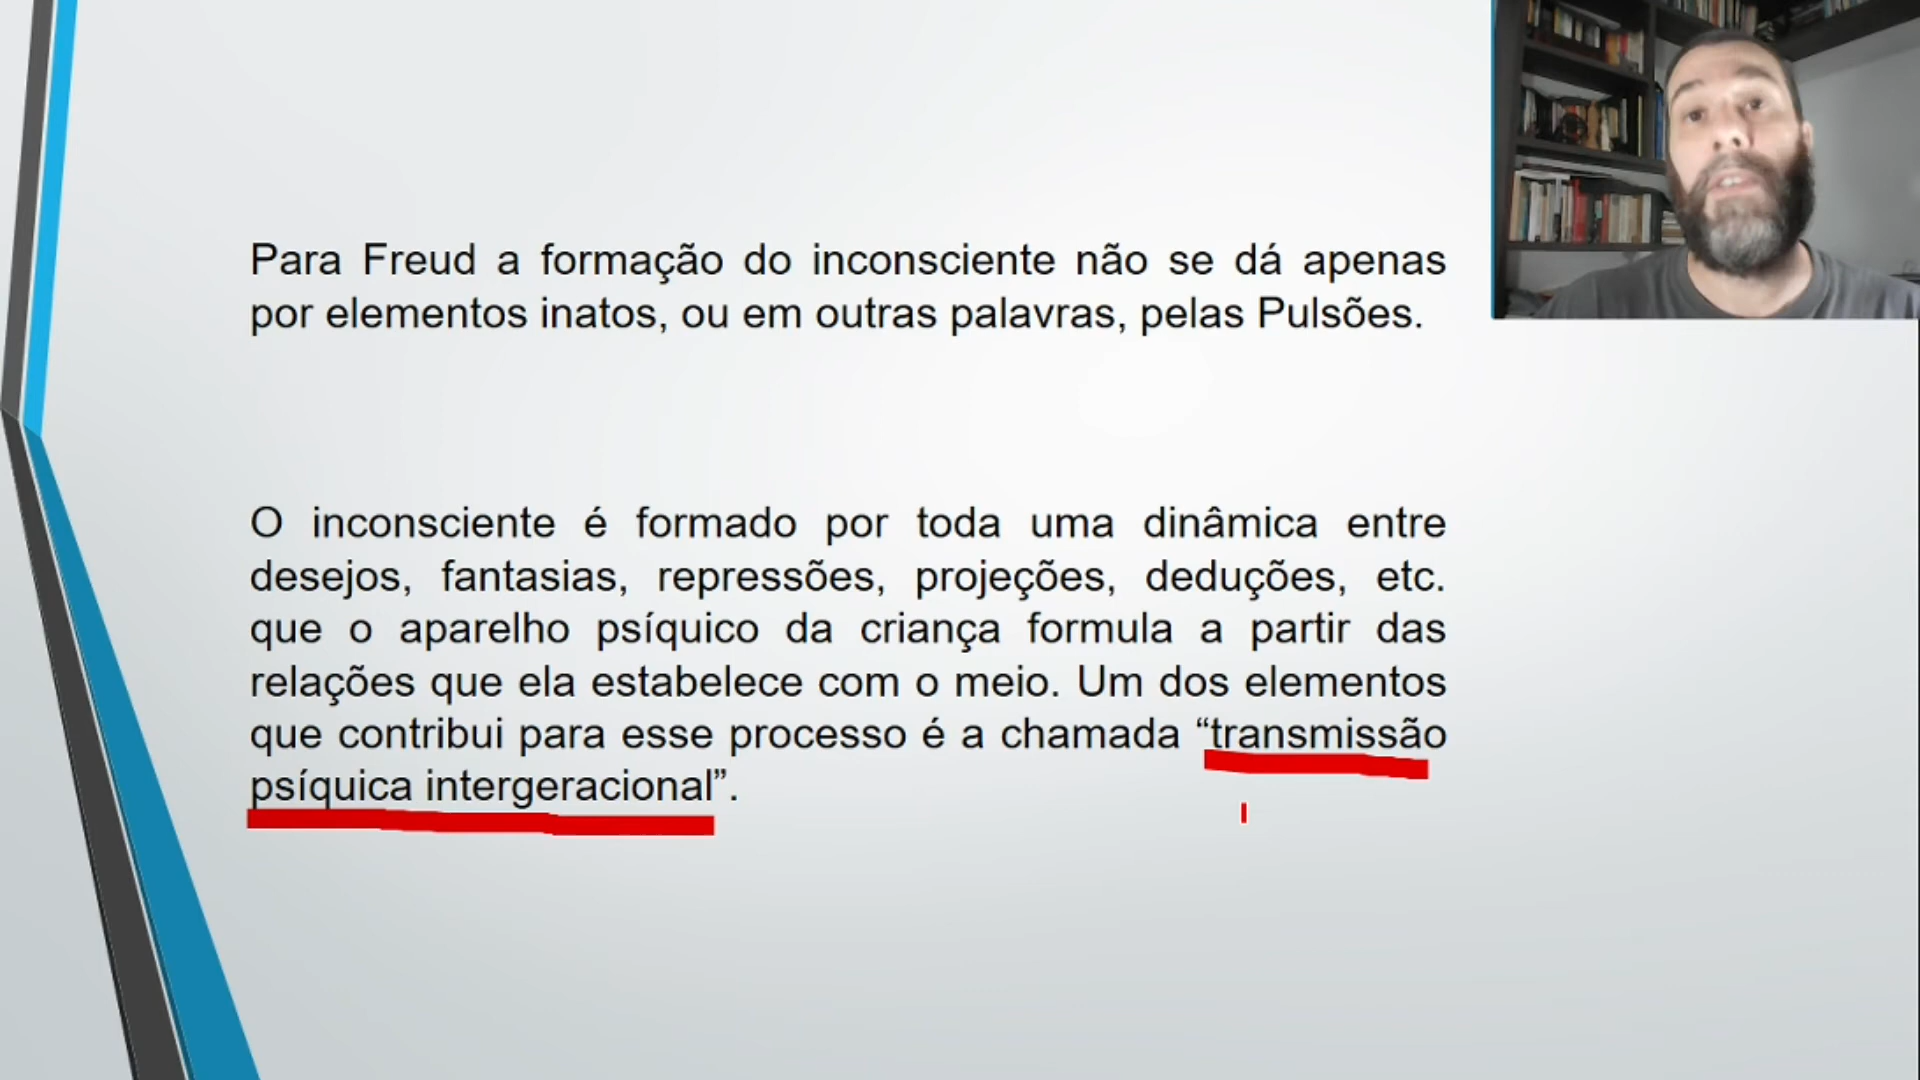 Para Freud a formação do inconsciente não se dá apenas
por elementos inatos, ou em outras palavras, pelas Pulsões.
O inconsciente é formado por toda uma dinâmica entre
desejos, fantasias, repressões, projeções, deduções, etc.
que o aparelho psíquico da criança formula a partir das
relações que ela estabelece com o meio. Um dos elementos
que contribui para esse processo é a chamada “transmissão
psíquica intergeracional”.